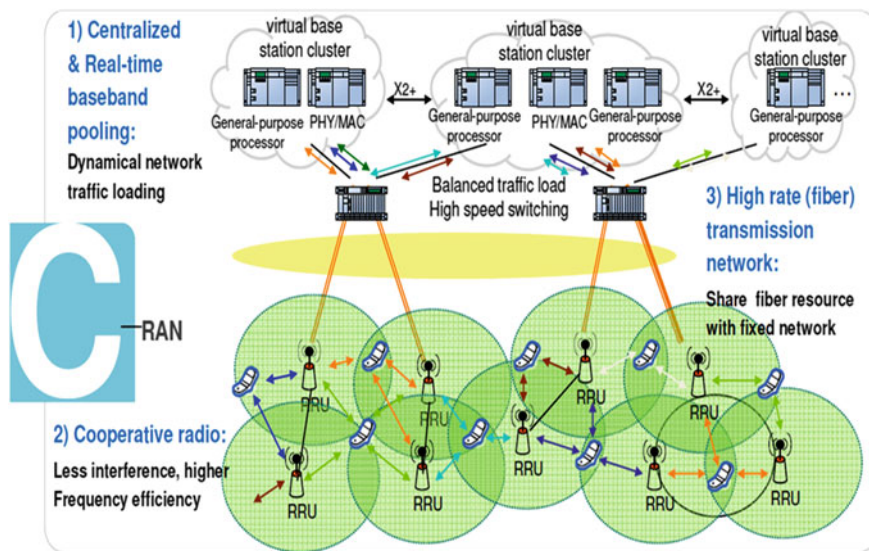 1) Centralized
& Real-time
baseband
pooling:
Dynamical network
traffic loading
virtual base
station cluster
General-purpose
processor
PHY/MAC
X2+
virtual base
station cluster
General-purpose
processor
PHY/MAC
General-purpose
processor
X2+
virtual base
station cluster
...
General-purpose
processor
Balanced traffic load
High speed switching
3) High rate (fiber)
transmission
network:
Share fiber resource
with fixed network
C-RAN
2) Cooperative radio:
Less interference, higher
Frequency efficiency
RRU
RRU
RRU
RRU
RRU
RRU
RRU
RRU
RRU